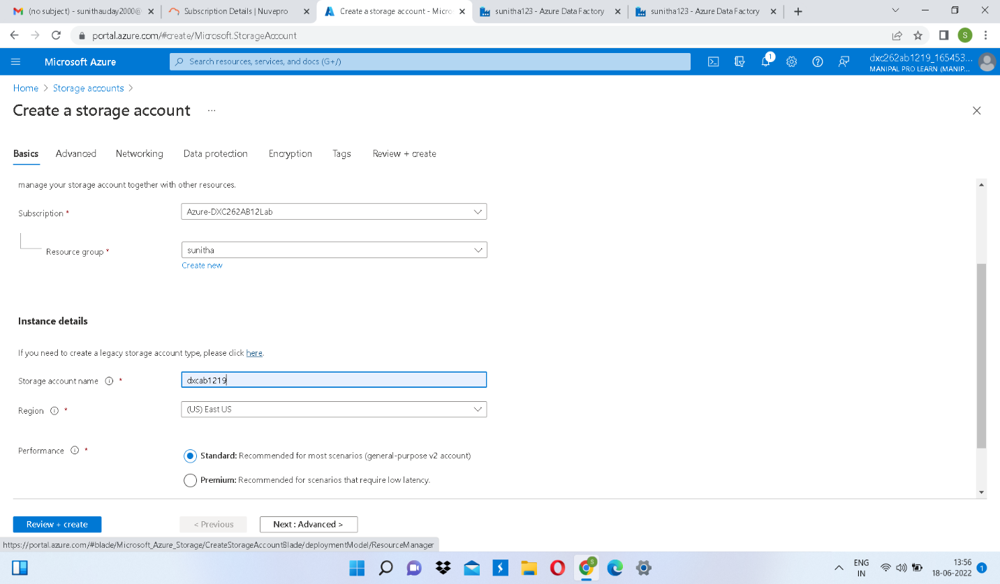 (no subject) - sunithauday2000@
Subscription Details | Nuvepro
Create a storage account - Micro
sunitha123 - Azure Data Factory
sunitha123 - Azure Data Factory
portal.azure.com/#create/Microsoft.StorageAccount
S
Microsoft Azure
Search resources, services, and docs (G+/)
1
dxc262ab1219_165453...
MANIPAL PRO LEARN (MANIP...
Home > Storage accounts >
Create a storage account ...
Basics Advanced Networking Data protection Encryption Tags Review + create
manage your storage account together with other resources.
Subscription *
Azure-DXC262AB12Lab
Resource group *
sunitha
Create new
Instance details
If you need to create a legacy storage account type, please click here.
Storage account name *
dxcab1219
Region *
(US) East US
Performance *
Standard: Recommended for most scenarios (general-purpose v2 account)
Premium: Recommended for scenarios that require low latency.
Review + create
< Previous
Next : Advanced >
https://portal.azure.com/#blade/Microsoft_Azure_Storage/CreateStorageAccountBlade/deploymentModel/ResourceManager
S
ENG
IN
13:56
18-06-2022
1